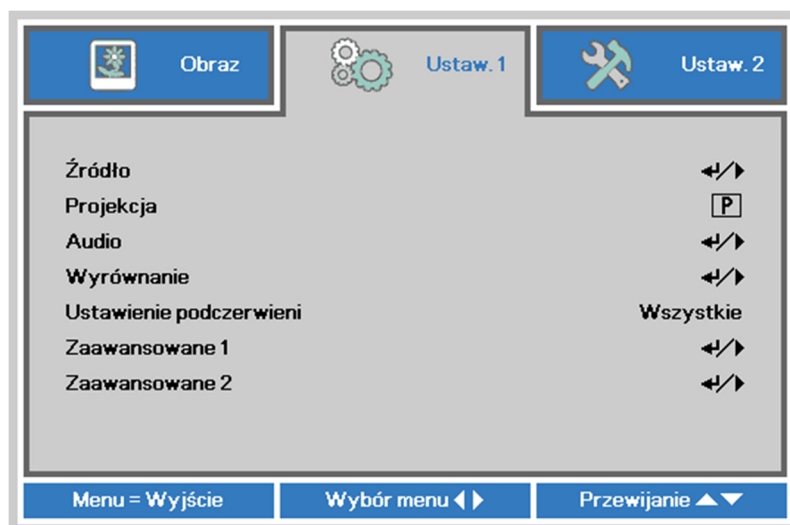 Obraz
Ustaw. 1
Ustaw. 2
Źródło
Projekcja P
Audio
Wyrównanie
Ustawienie podczerwieni Wszystkie
Zaawansowane 1
Zaawansowane 2
Menu = Wyjście
Wybór menu
Przewijanie